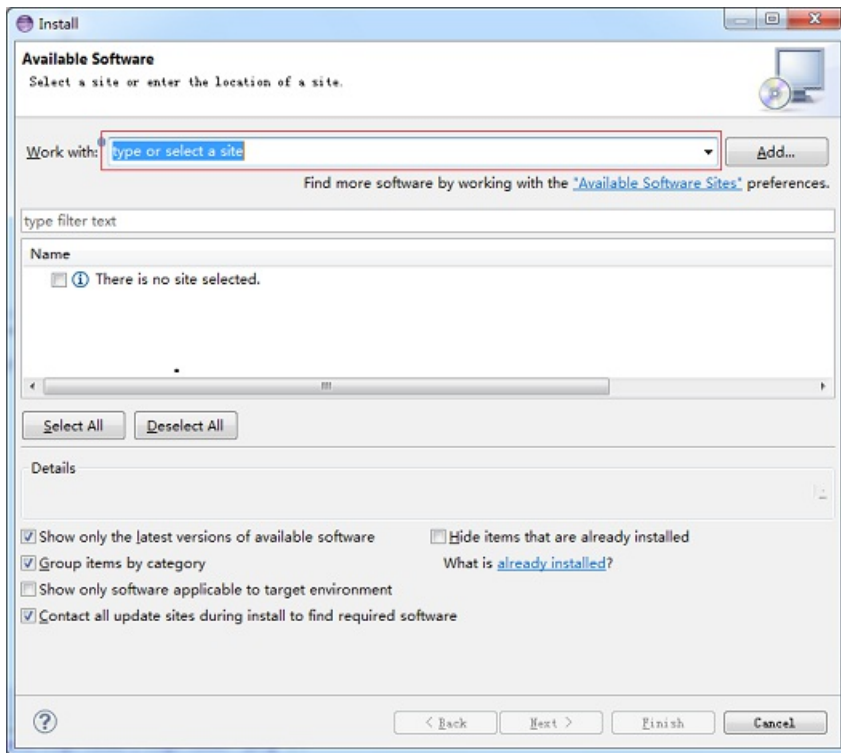 Install
Available Software
Select a site or enter the location of a site.
Work with: type or select a site Add...
Find more software by working with the "Available Software Sites" preferences.
type filter text
Name
There is no site selected.
Select All Deselect All
Details
Show only the latest versions of available software Hide items that are already installed
Group items by category What is already installed?
Show only software applicable to target environment
Contact all update sites during install to find required software
? < Back Next > Finish Cancel